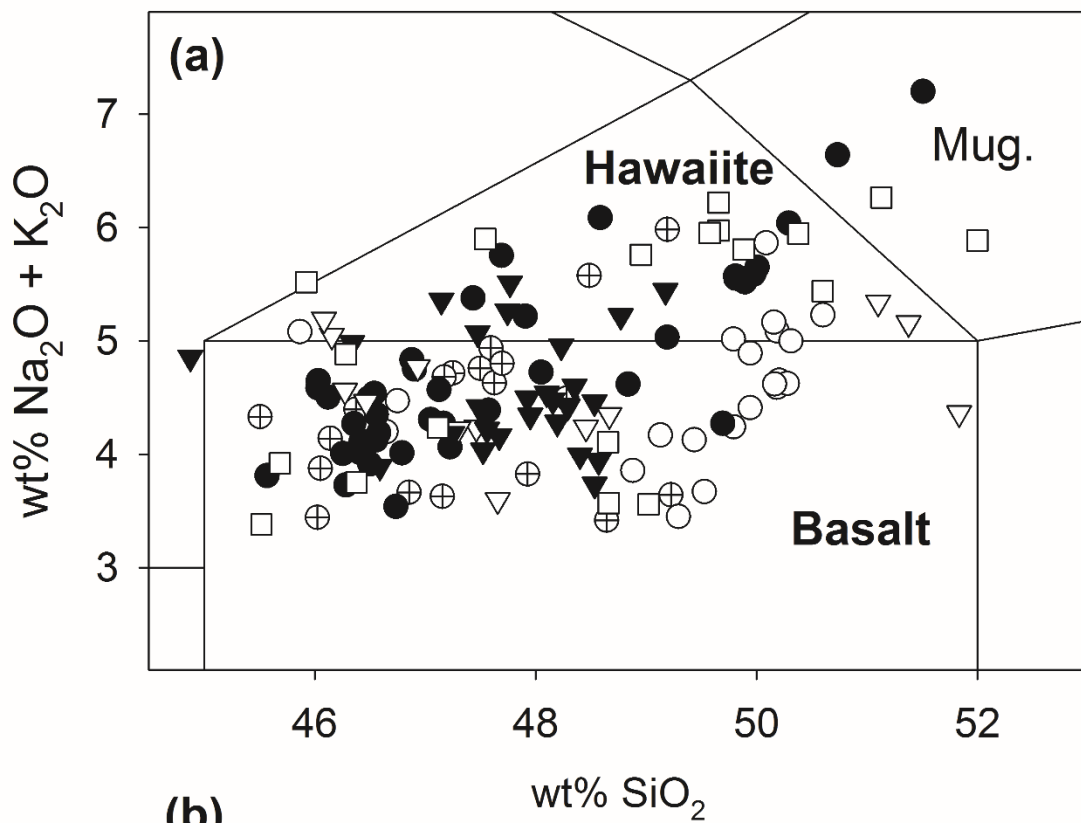 (a)
7
6
5
4
3
wt% Na₂O + K₂O
Hawaiite
Mug.
Basalt
46 48 50 52
wt% SiO₂
(b)